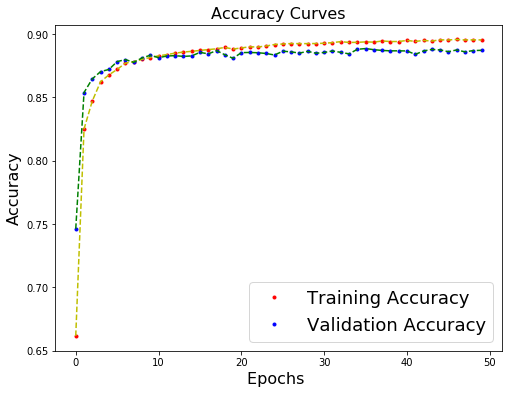 Accuracy Curves
Accuracy
0.90
0.85
0.80
0.75
0.70
0.65
Training Accuracy
Validation Accuracy
0 10 20 30 40 50
Epochs